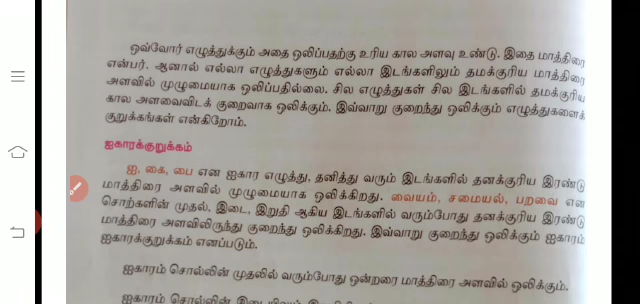 ஒவ்வோர் எழுத்துக்கும் அதை ஒலிப்பதற்கு உரிய கால அளவு உண்டு. இதை மாத்திரை
என்பர். ஆனால் எல்லா எழுத்துகளும் எல்லா இடங்களிலும் தமக்குரிய மாத்திரை
அளவில் முழுமையாக ஒலிப்பதில்லை. சில எழுத்துகள் சில இடங்களில் தமக்குரிய
கால அளவைவிடக் குறைவாக ஒலிக்கும். இவ்வாறு குறைந்து ஒலிக்கும் எழுத்துகளைக்
குறுக்கங்கள் என்கிறோம்.
ஐகாரக்குறுக்கம்
ஐ, கை, பை என ஐகார எழுத்து, தனித்து வரும் இடங்களில் தனக்குரிய இரண்டு
மாத்திரை அளவில் முழுமையாக ஒலிக்கிறது. வையம், சமையல், பறவை என
சொற்களின் முதல், இடை, இறுதி ஆகிய இடங்களில் வரும்போது தனக்குரிய இரண்டு
மாத்திரை அளவிலிருந்து குறைந்து ஒலிக்கிறது. இவ்வாறு குறைந்து ஒலிக்கும் ஐகாரம்
ஐகாரக்குறுக்கம் எனப்படும்.
ஐகாரம் சொல்லின் முதலில் வரும்போது ஒன்றரை மாத்திரை அளவில் ஒலிக்கும்.
ஐகாரம் சொல்லின்